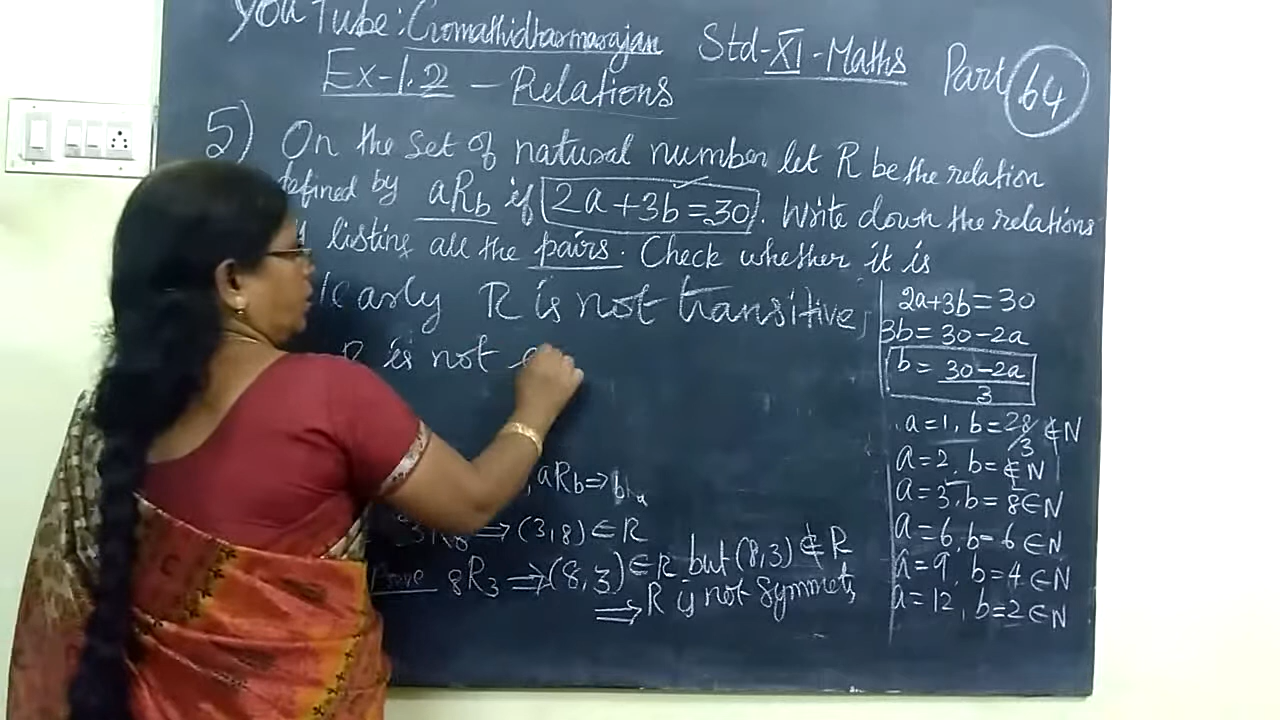 YouTube: Gomathidharmarajan Std-XI-Maths Part 64
Ex-1.2 - Relations
5) On the set of natural number let R be the relation
defined by aRb if 2a+3b=30. Write down the relations
listing all the pairs. Check whether it is
R is not transitive,
R is not
aRb⇒b
⇒(3,8)∈R
prove 8R3⇒(8,3)∈R but (8,3)∉R
⇒R is not symmetric
2a+3b=30
3b=30-2a
b=30-2a
3
a=1, b=28/3∉N
a=2, b=∉N
a=3, b=8∈N
a=6, b=6∈N
a=9, b=4∈N
a=12, b=2∈N